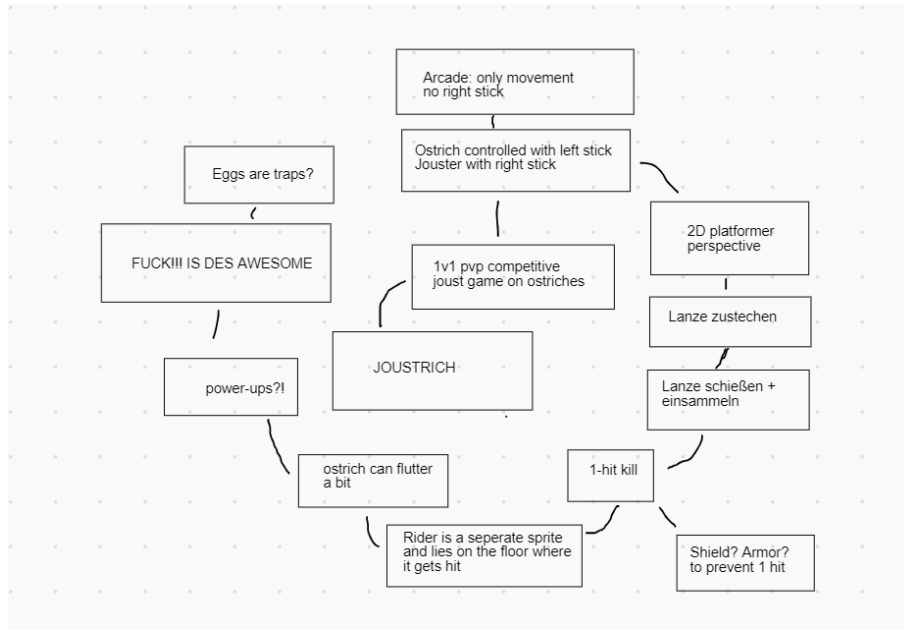 Arcade: only movement
no right stick
Ostrich controlled with left stick
Jouster with right stick
Eggs are traps?
FUCK!!! IS DES AWESOME
1v1 pvp competitive
joust game on ostriches
2D platformer
perspective
Lanze zustechen
JOUSTRICH
power-ups?!
Lanze schießen +
einsammeln
ostrich can flutter
a bit
1-hit kill
Rider is a seperate sprite
and lies on the floor where
it gets hit
Shield? Armor?
to prevent 1 hit